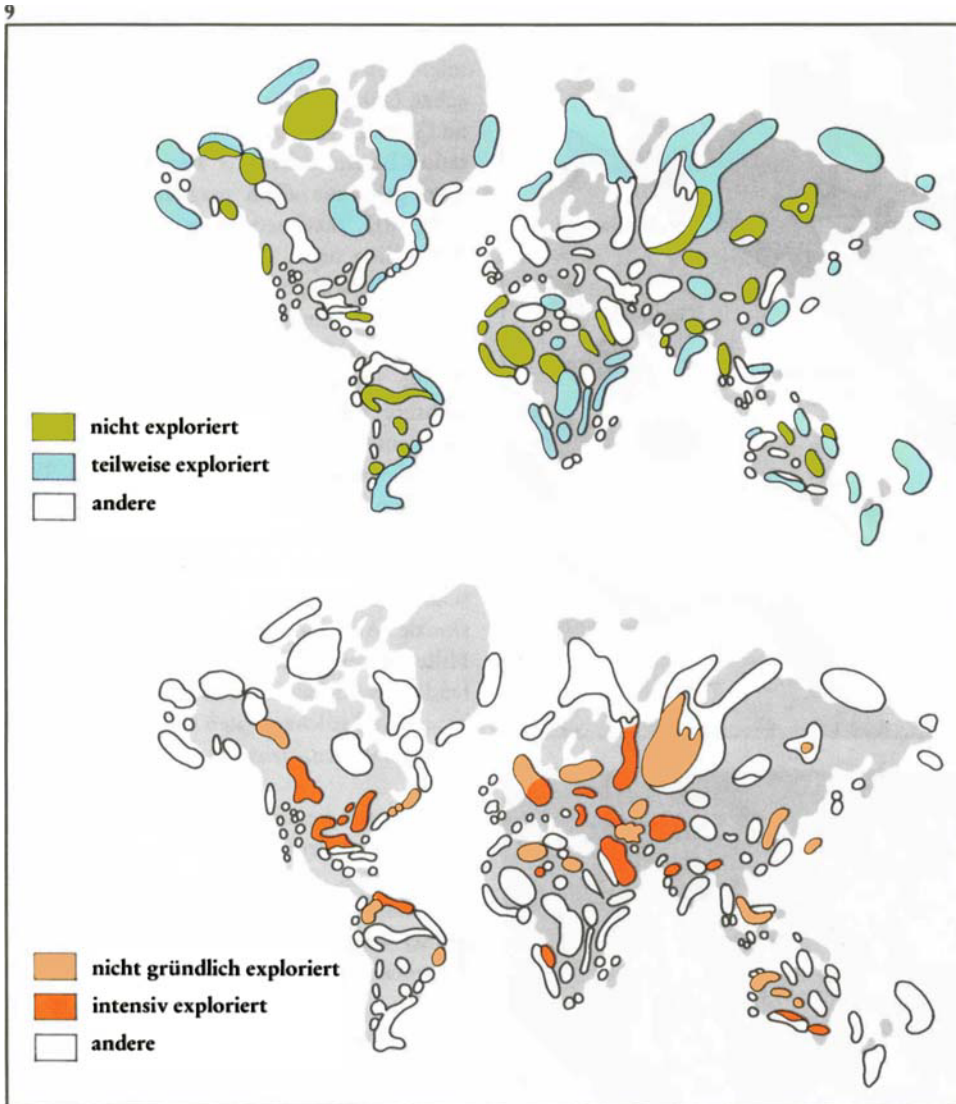 9
nicht exploriert
teilweise exploriert
andere
nicht gründlich exploriert
intensiv exploriert
andere